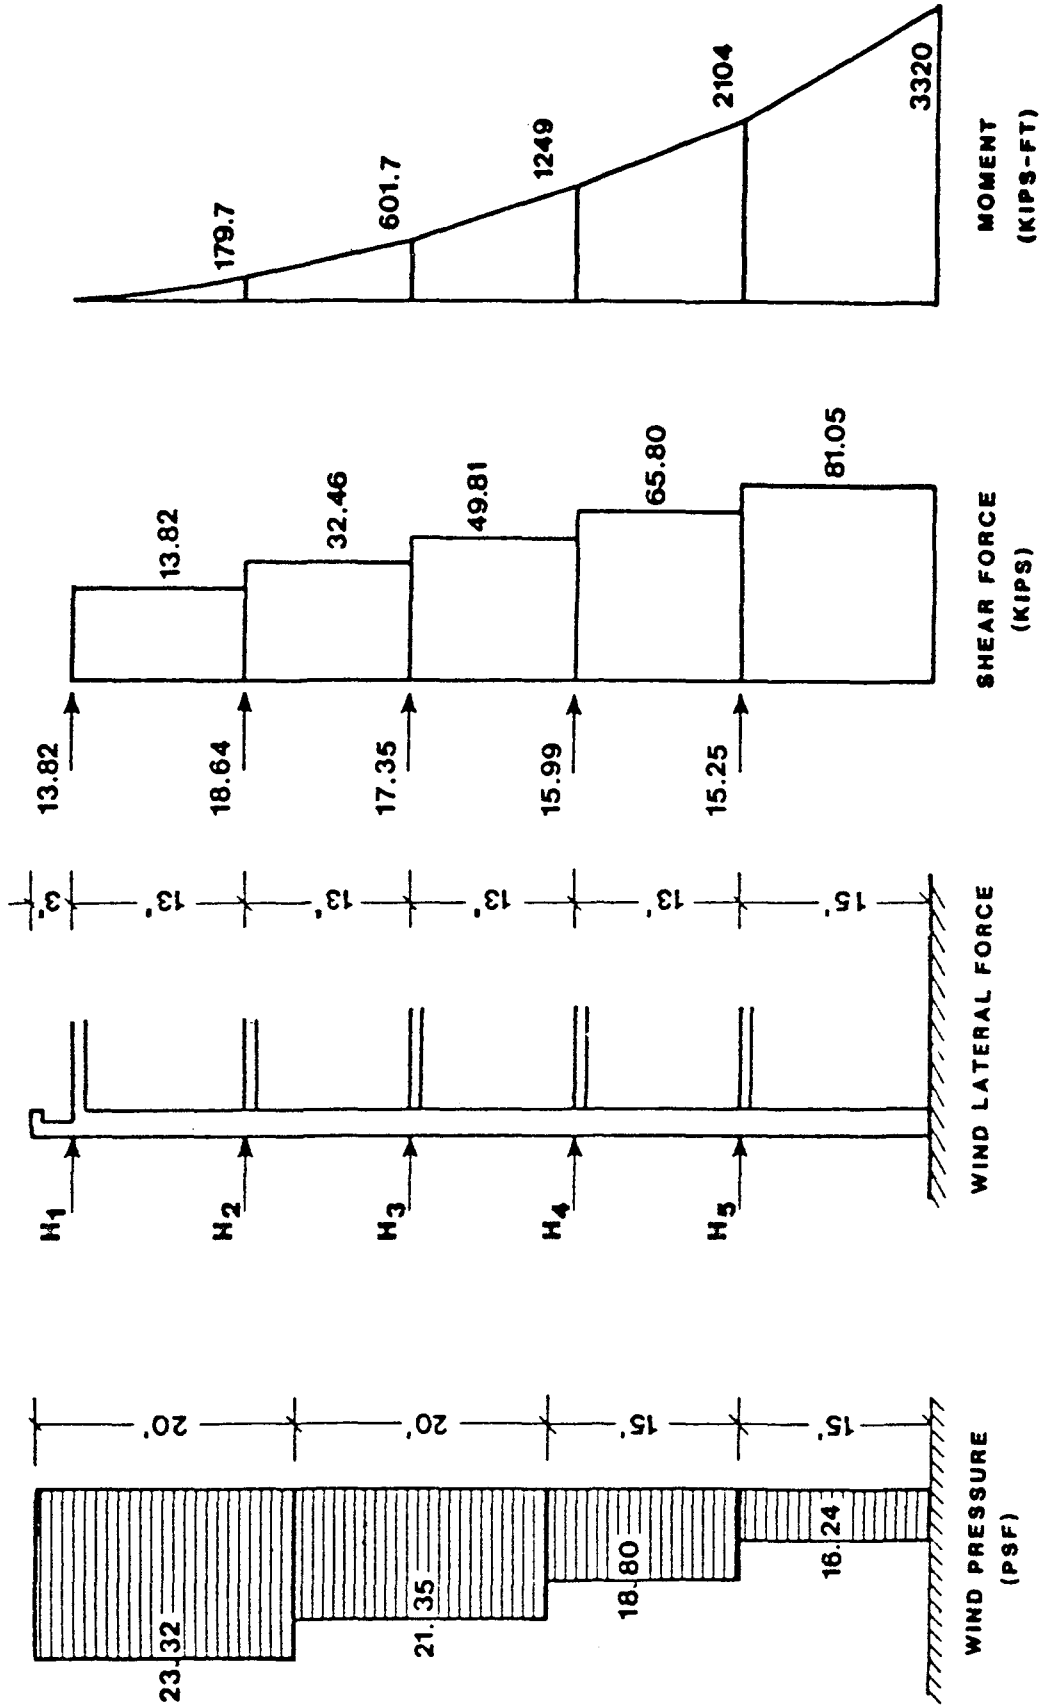 23.32
21.35
18.80
16.24
20'
20'
15'
15'
WIND PRESSURE
(PSF)
H1
H2
H3
H4
H5
3'
13'
13'
13'
13'
15'
WIND LATERAL FORCE
13.82
18.64
17.35
15.99
15.25
13.82
32.46
49.81
65.80
81.05
SHEAR FORCE
(KIPS)
179.7
601.7
1249
2104
3320
MOMENT
(KIPS-FT)